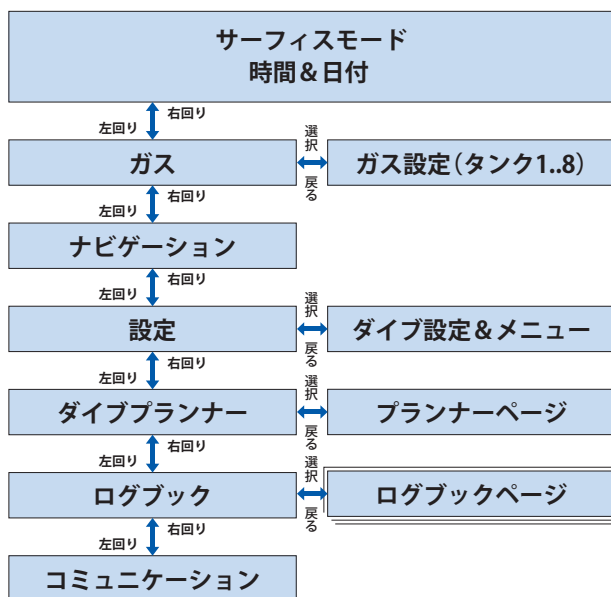 サーフィスモード
時間＆日付
右回り
左回り
ガス
選択
戻る
ガス設定（タンク1..8）
右回り
左回り
ナビゲーション
右回り
左回り
設定
選択
戻る
ダイブ設定＆メニュー
右回り
左回り
ダイブプランナー
選択
戻る
プランナーページ
右回り
左回り
ログブック
選択
戻る
ログブックページ
右回り
左回り
コミュニケーション